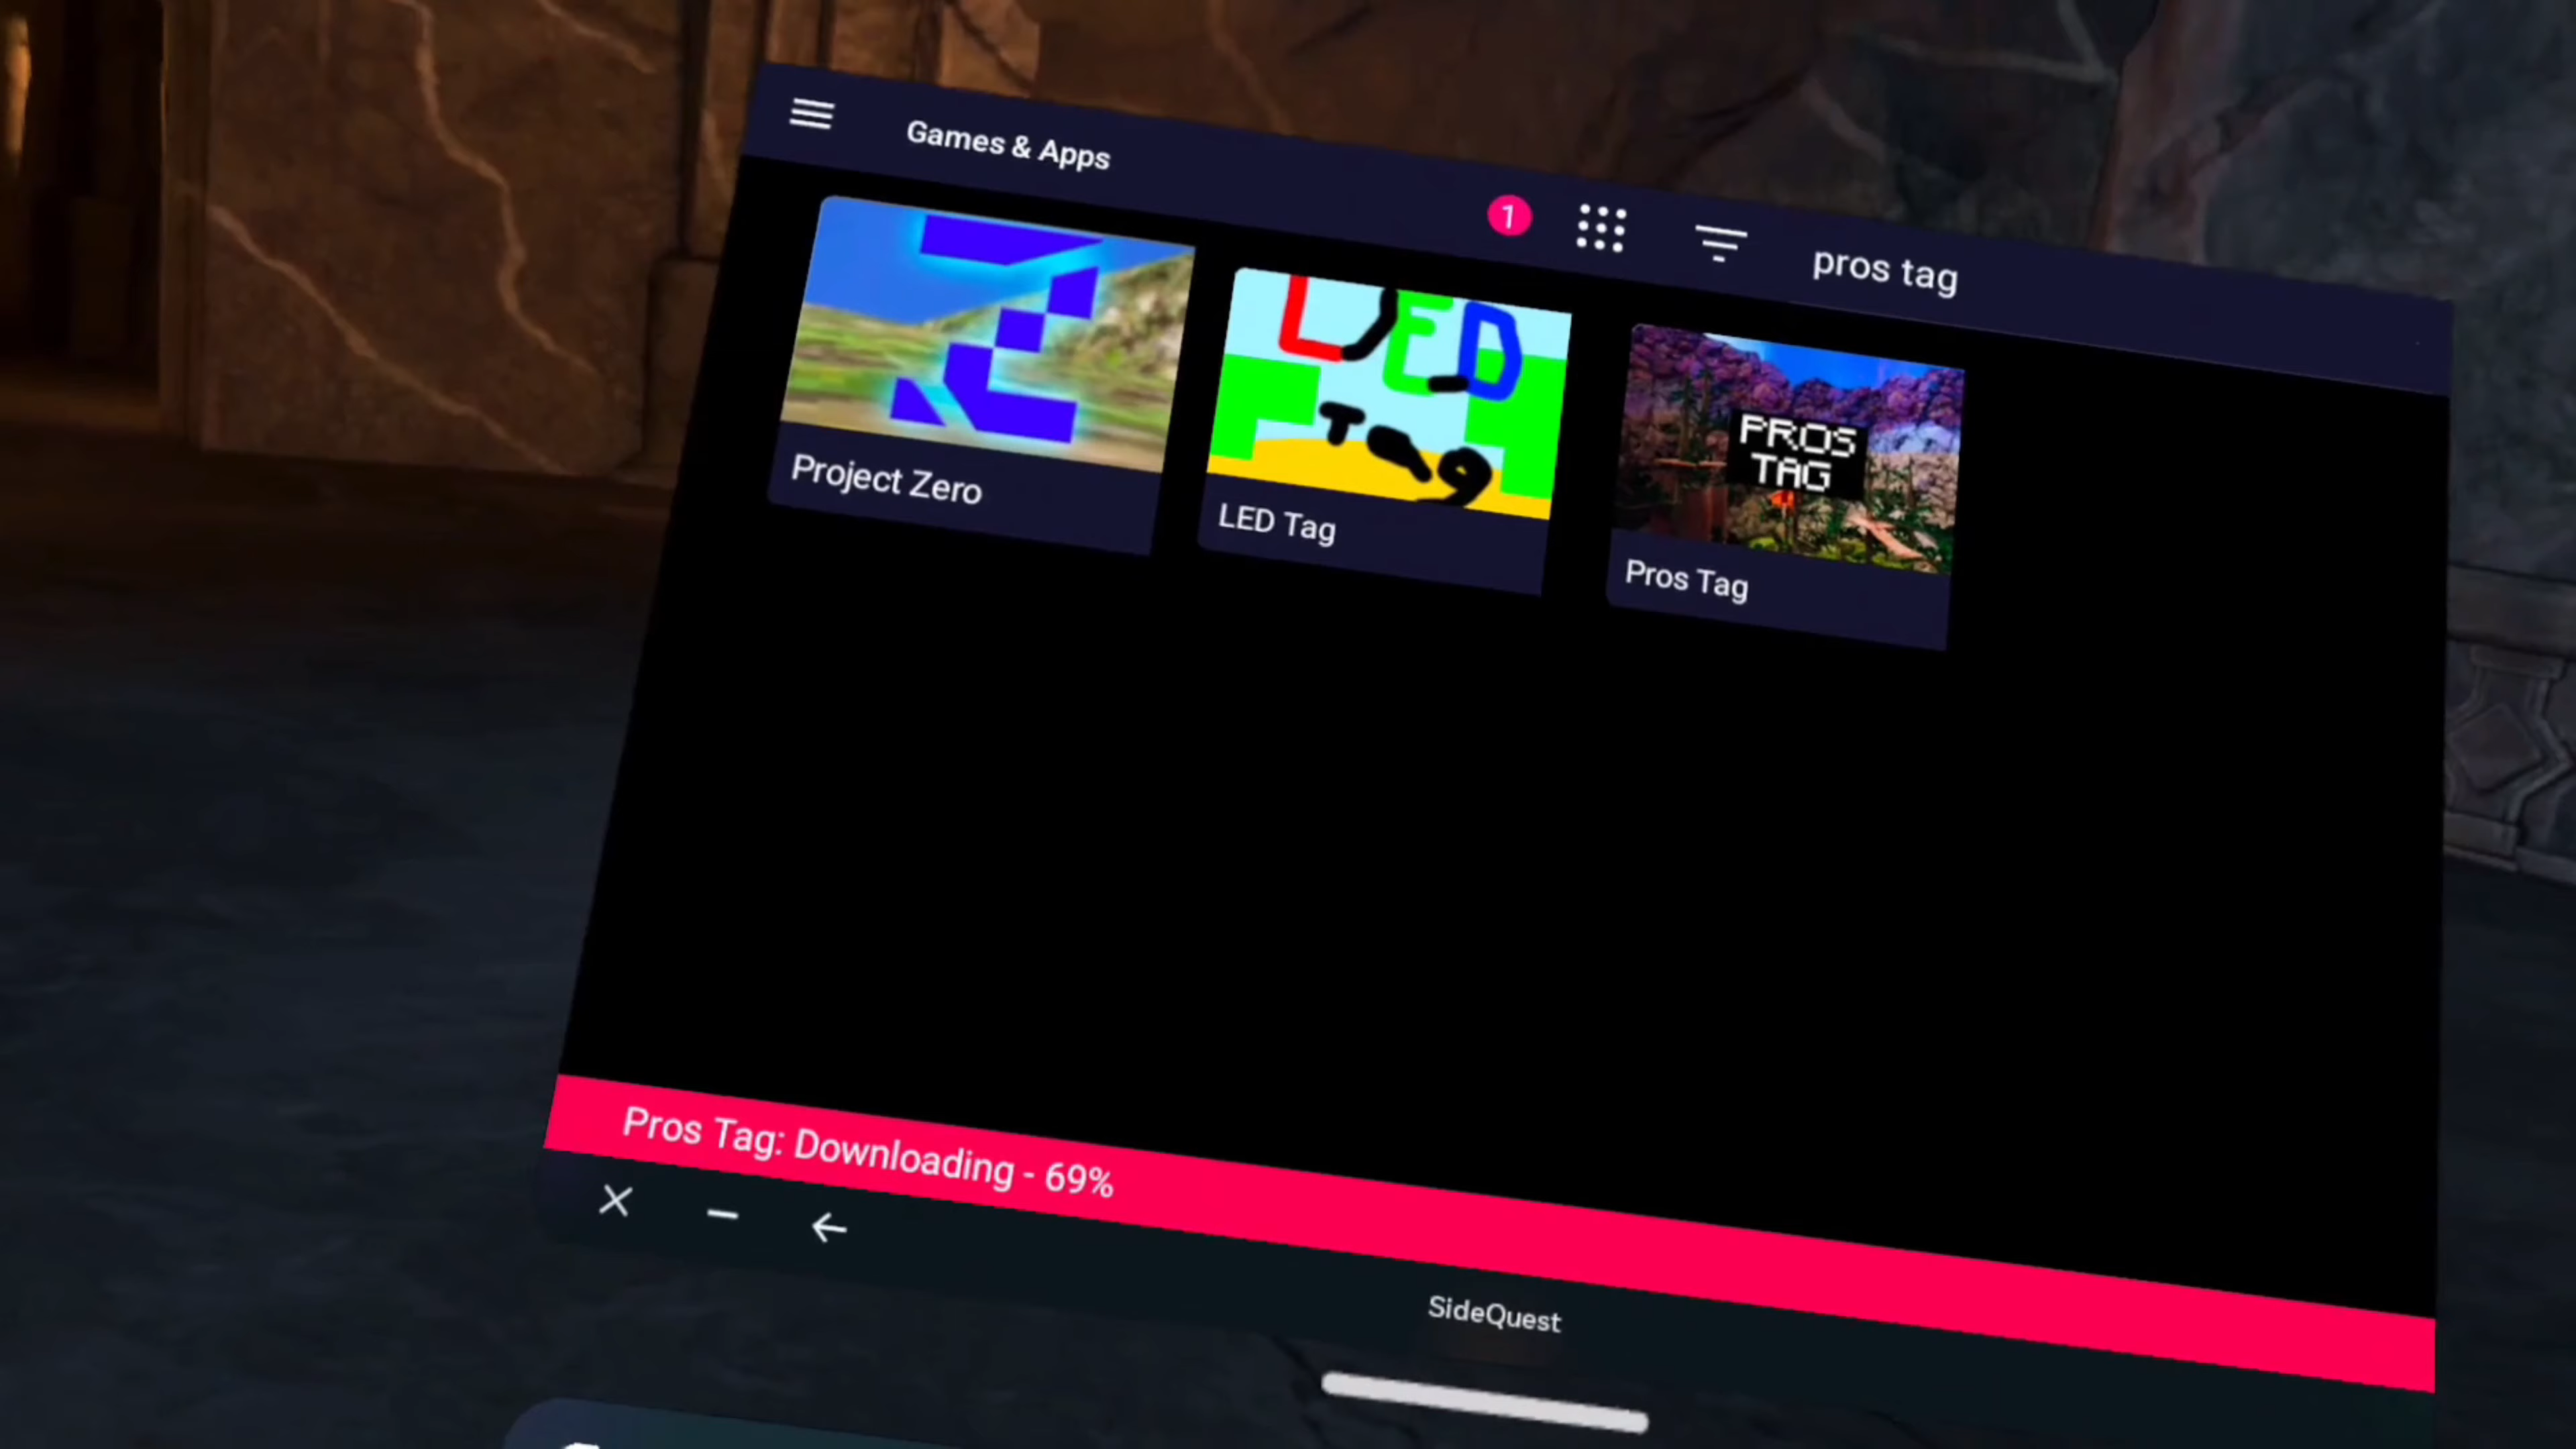 Games & Apps
1
pros tag
Project Zero
LED
Tag
LED Tag
PROS
TAG
Pros Tag
Pros Tag: Downloading - 69%
SideQuest